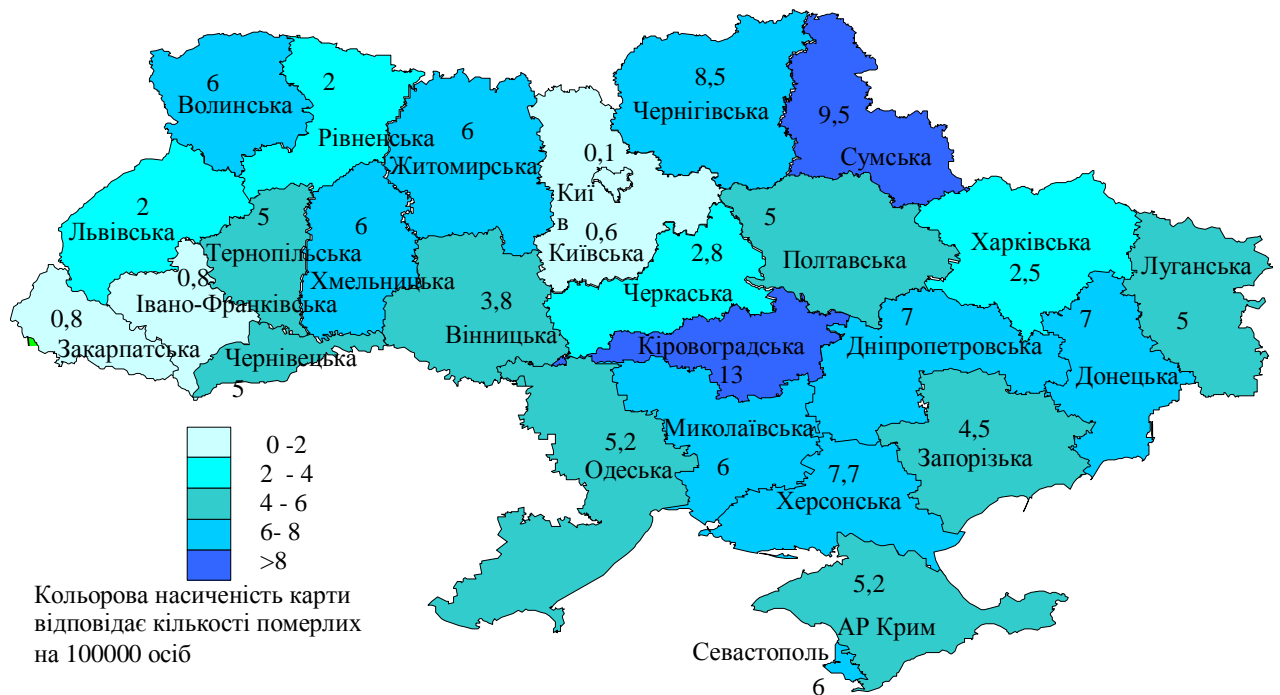 6
Волинська
2
Рівненська
6
Житомирська
0,1
Киї
в
0,6
Київська
8,5
Чернігівська
9,5
Сумська
2
Львівська
5
Тернопільська
6
Хмельницька
0,8
Івано-Франківська
0,8
Закарпатська
Чернівецька
5
3,8
Вінницька
2,8
Черкаська
5
Полтавська
Харківська
2,5
Луганська
5
Кіровоградська
13
7
Дніпропетровська
7
Донецька
1
5,2
Одеська
Миколаївська
6
7,7
Херсонська
4,5
Запорізька
5,2
АР Крим
Севастополь
6
0 -2
2 - 4
4 - 6
6- 8
>8
Кольорова насиченість карти
відповідає кількості померлих
на 100000 осіб